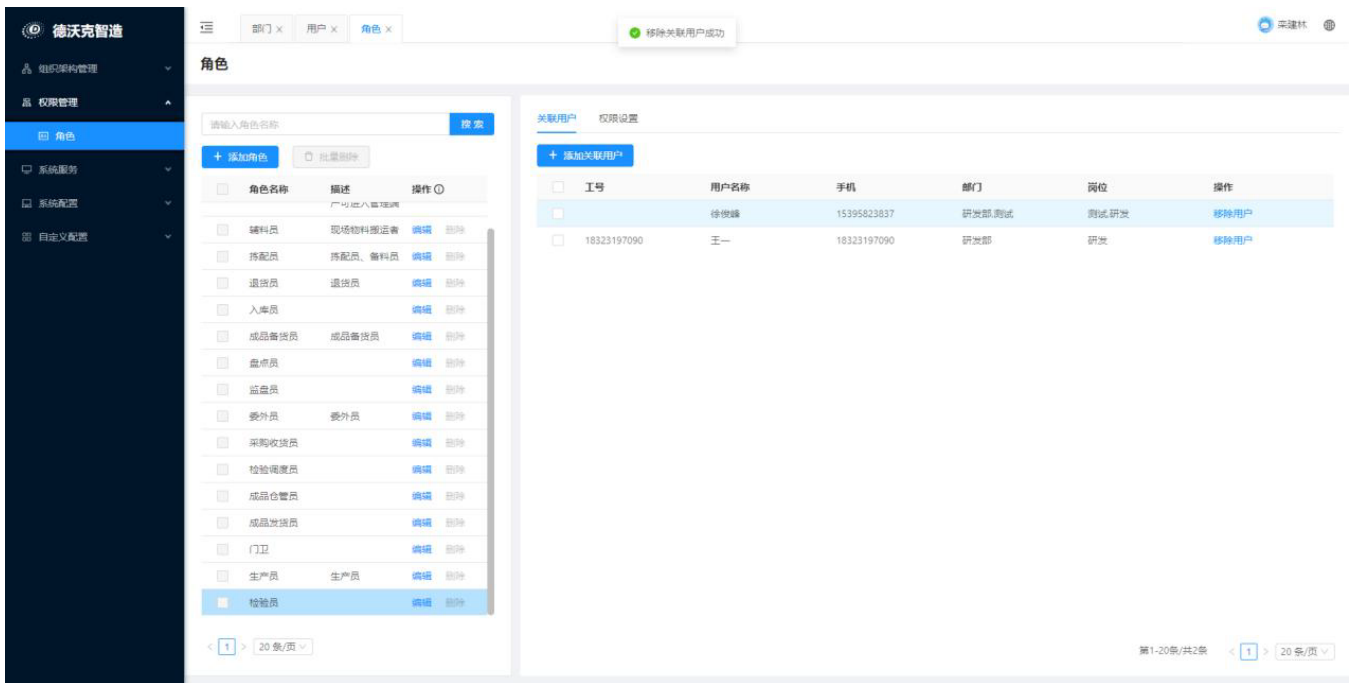 德沃克智造
部门 × 用户 × 角色 ×
移除关联用户成功
栾建林
组织架构管理
权限管理
角色
系统服务
系统配置
自定义配置
角色
请输入角色名称 搜 索
+ 添加角色 批量删除
角色名称 描述 操作
户可进入管理端
辅料员 现场物料搬运者 编辑 删除
拣配员 拣配员、备料员 编辑 删除
退货员 退货员 编辑 删除
入库员 编辑 删除
成品备货员 成品备货员 编辑 删除
盘点员 编辑 删除
监盘员 编辑 删除
委外员 委外员 编辑 删除
采购收货员 编辑 删除
检验调度员 编辑 删除
成品仓管员 编辑 删除
成品发货员 编辑 删除
门卫 编辑 删除
生产员 生产员 编辑 删除
检验员 编辑 删除
< 1 > 20 条/页
关联用户 权限设置
+ 添加关联用户
工号 用户名称 手机 部门 岗位 操作
徐俊峰 15395823837 研发部,测试 测试,研发 移除用户
18323197090 王一 18323197090 研发部 研发 移除用户
第1-20条/共2条 < 1 > 20 条/页